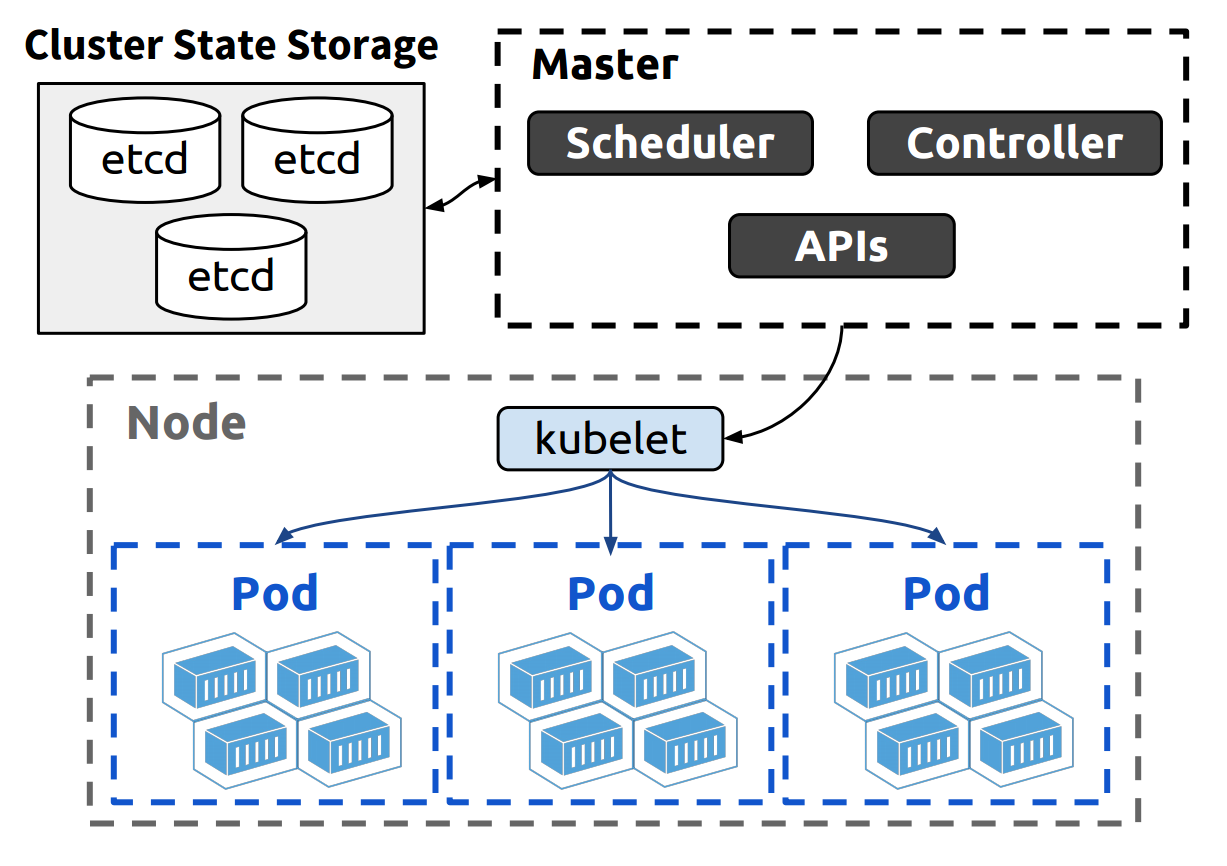 Cluster State Storage
etcd
etcd
etcd
Master
Scheduler
Controller
APIs
Node
kubelet
Pod
Pod
Pod